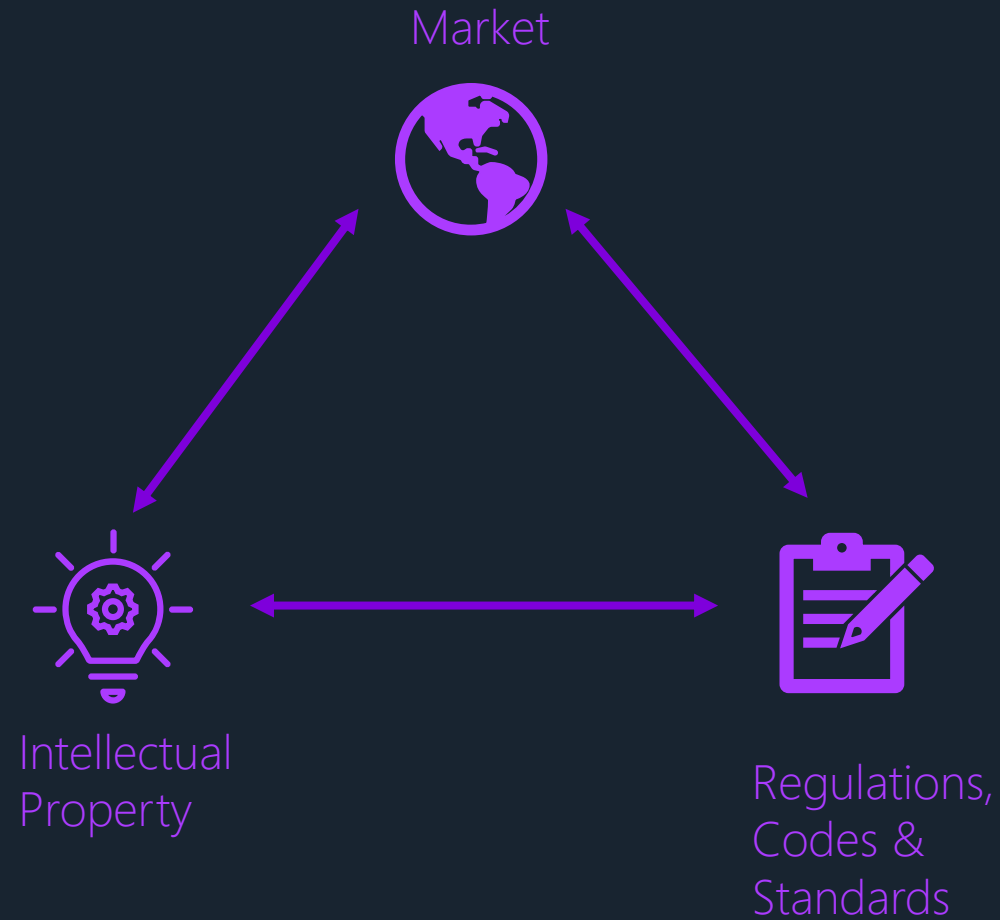 Market
Intellectual
Property
Regulations,
Codes &
Standards